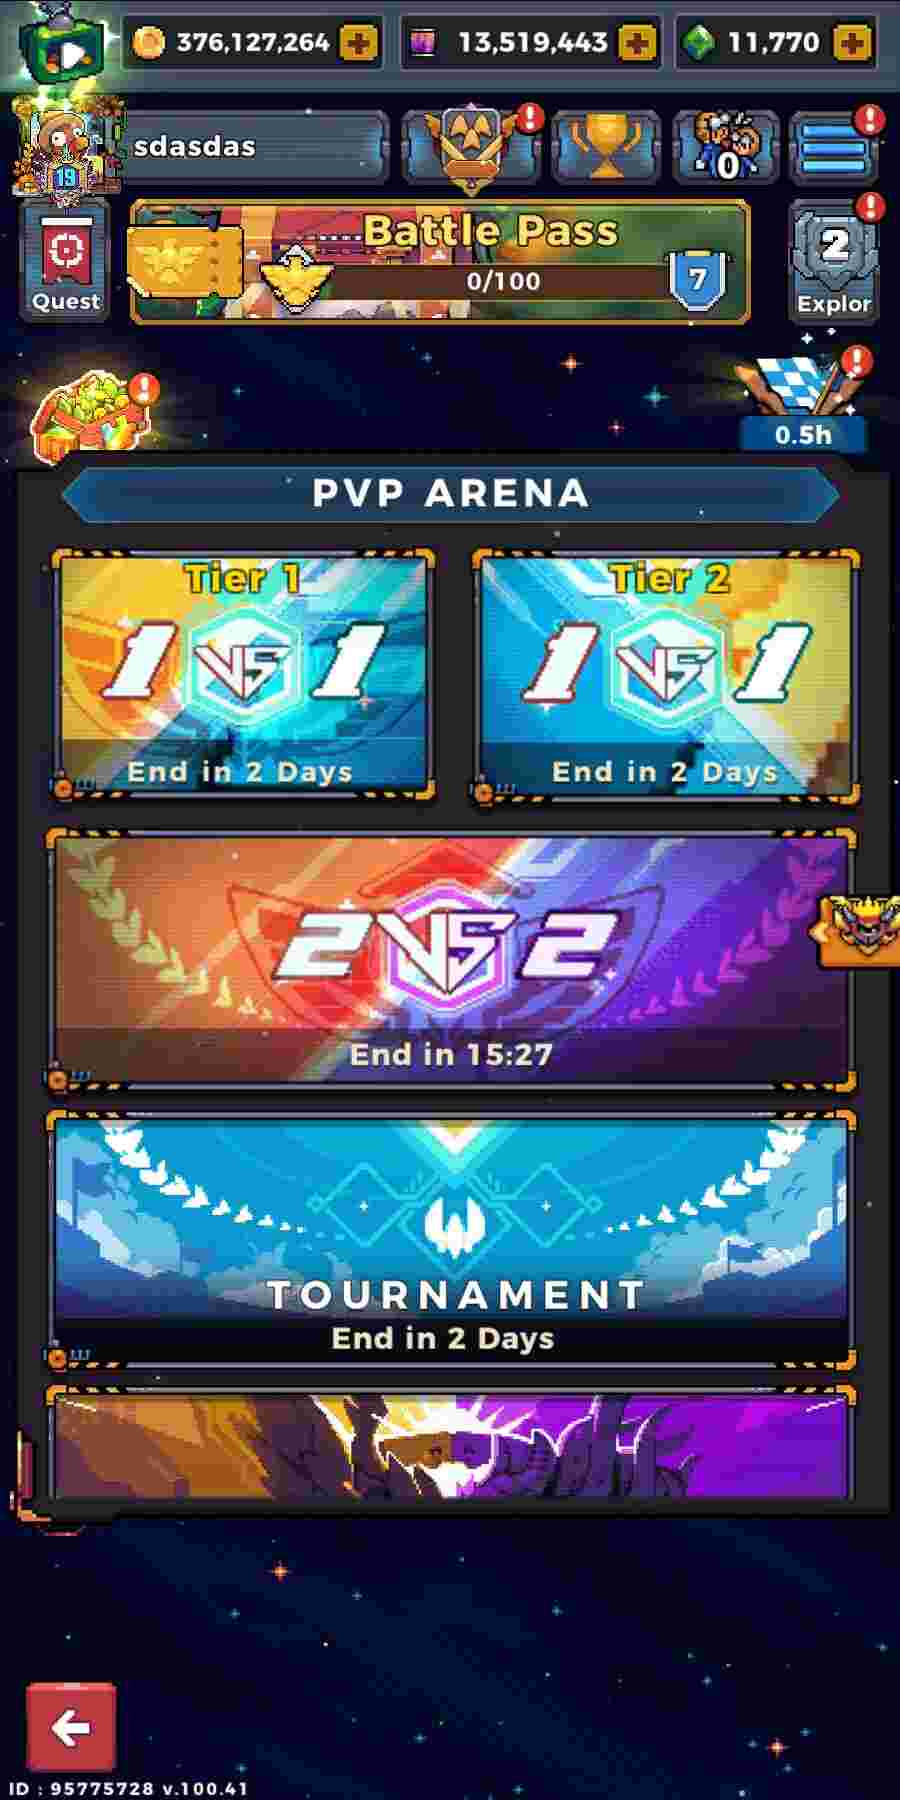 376,127,264
13,519,443
11,770
sdasdas
19
0
Battle Pass
0/100
7
Quest
2
Explor
0.5h
PVP ARENA
Tier 1
1 VS 1
End in 2 Days
Tier 2
1 VS 1
End in 2 Days
2 VS 2
End in 15:27
TOURNAMENT
End in 2 Days
ID : 95775728 v.100.41